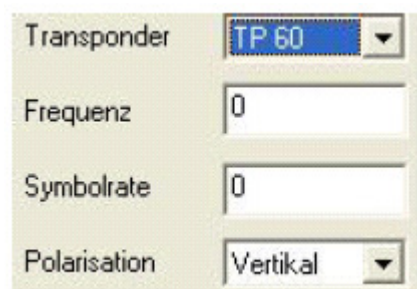 Transponder TP 60
Frequenz 0
Symbolrate 0
Polarisation Vertikal